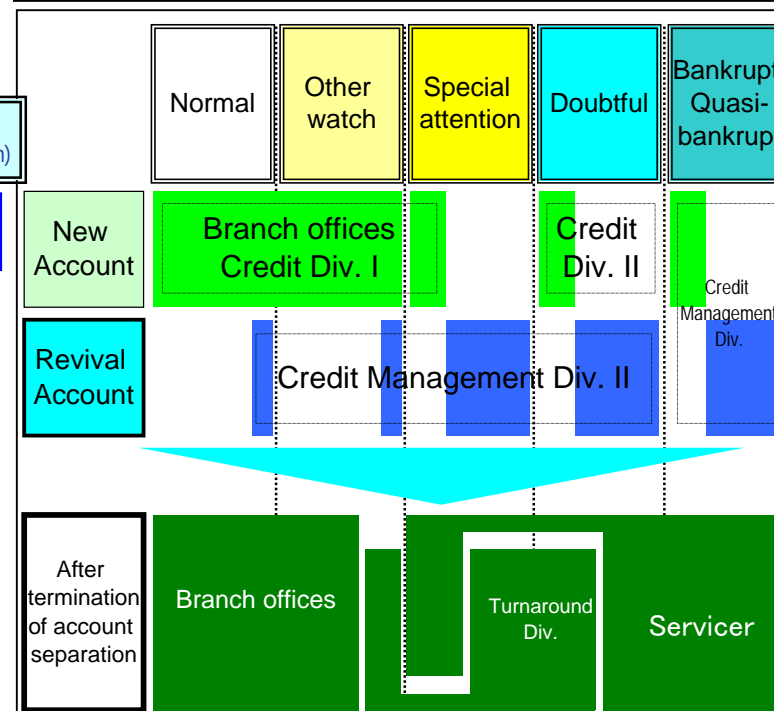 Normal
Other
watch
Special
attention
Doubtful
Bankrupt
Quasi-
bankrup
n)
New
Account
Branch offices
Credit Div. I
Credit
Div. II
Credit
Management
Div.
Revival
Account
Credit Management Div. II
After
termination
of account
separation
Branch offices
Turnaround
Div.
Servicer